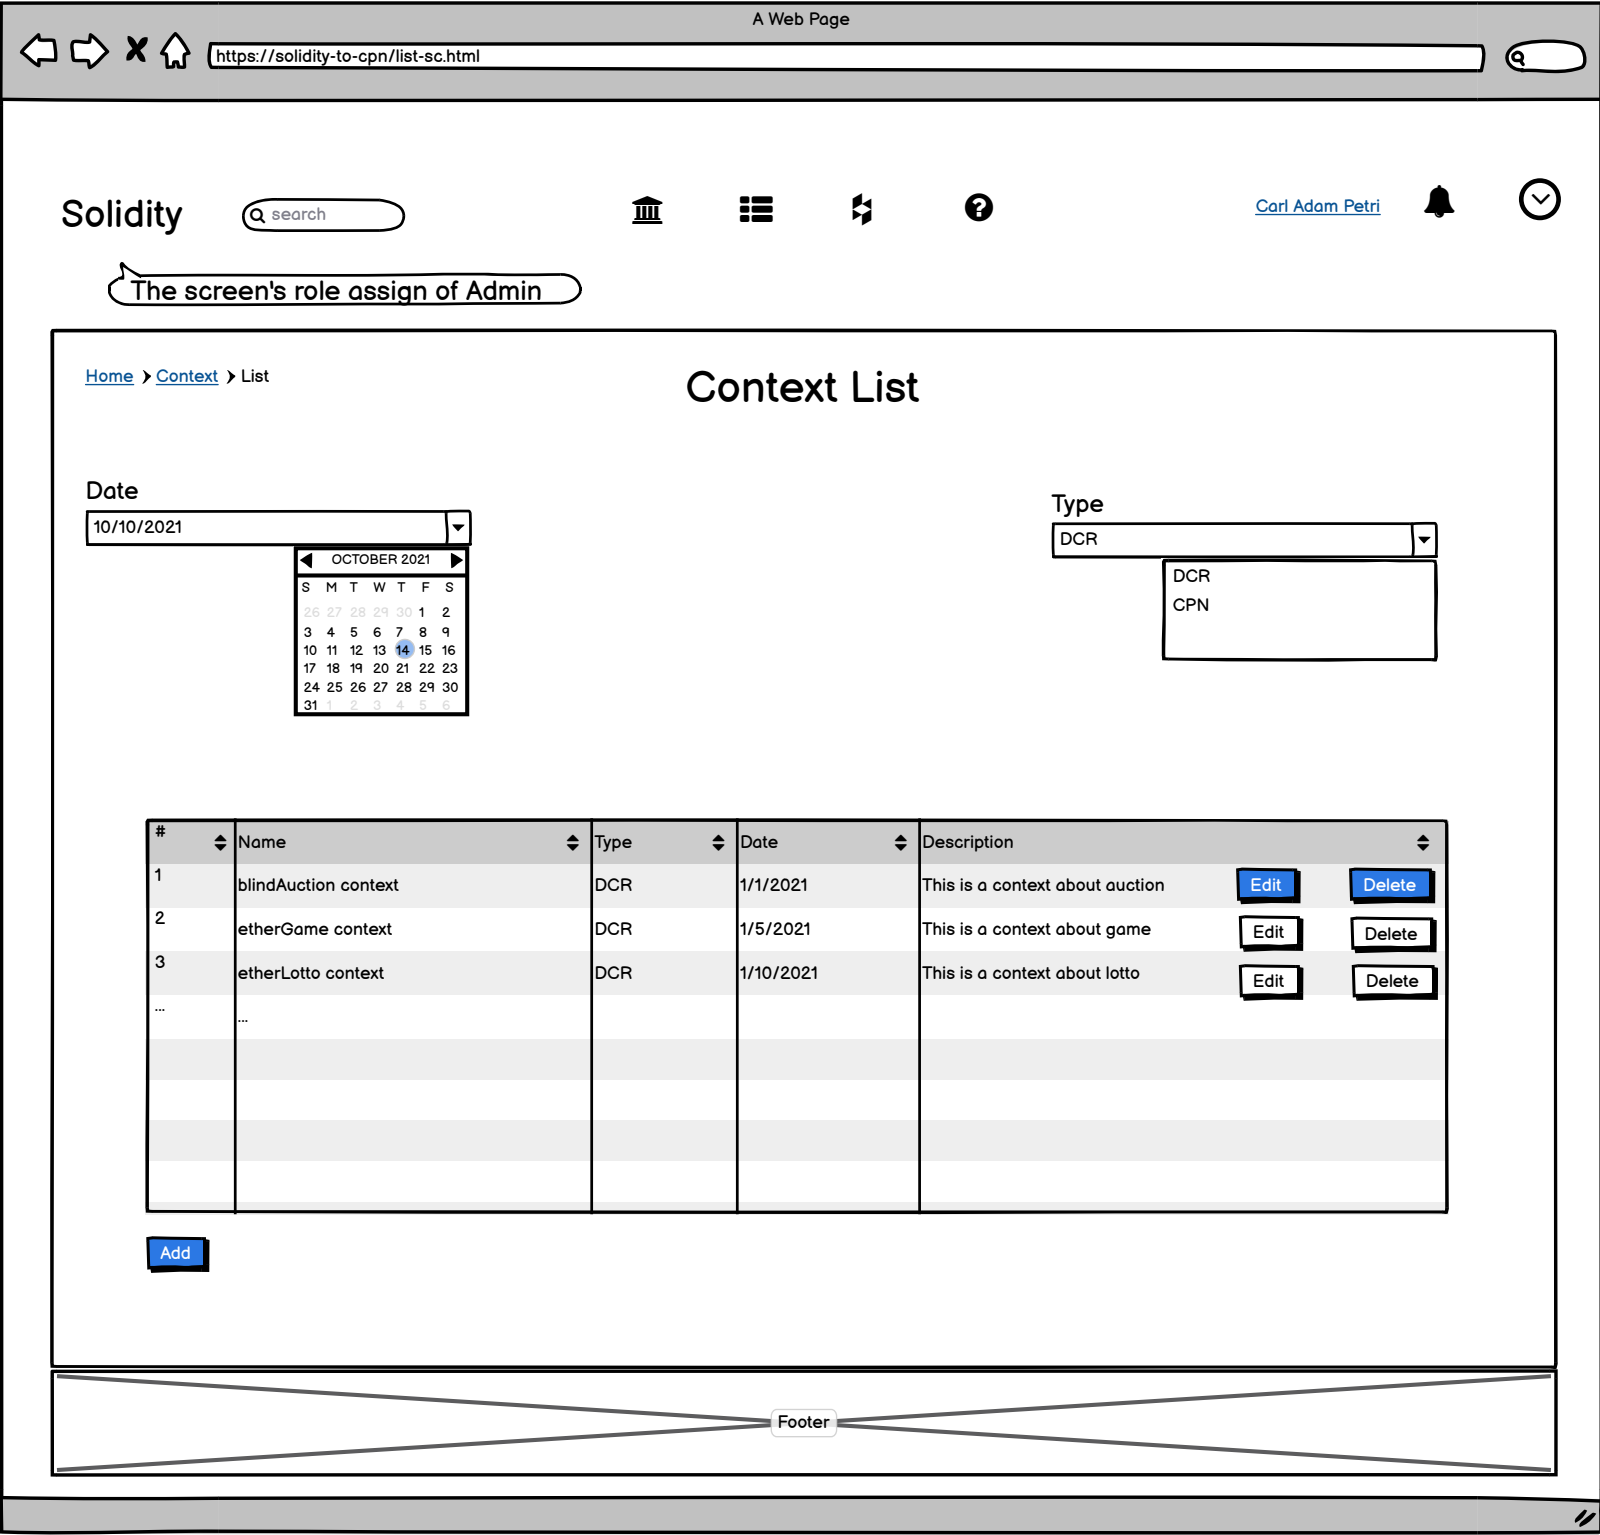 A Web Page
https://solidity-to-cpn/list-sc.html
Solidity
search
Carl Adam Petri
The screen's role assign of Admin
Home
Context
List
Context List
Date
10/10/2021
OCTOBER 2021
S M T W T F S
26 27 28 29 30 1 2
3 4 5 6 7 8 9
10 11 12 13 14 15 16
17 18 19 20 21 22 23
24 25 26 27 28 29 30
31 1 2 3 4 5 6
Type
DCR
DCR
CPN
# Name Type Date Description
1 blindAuction context DCR 1/1/2021 This is a context about auction Edit Delete
2 etherGame context DCR 1/5/2021 This is a context about game Edit Delete
3 etherLotto context DCR 1/10/2021 This is a context about lotto Edit Delete
... ...
Add
Footer